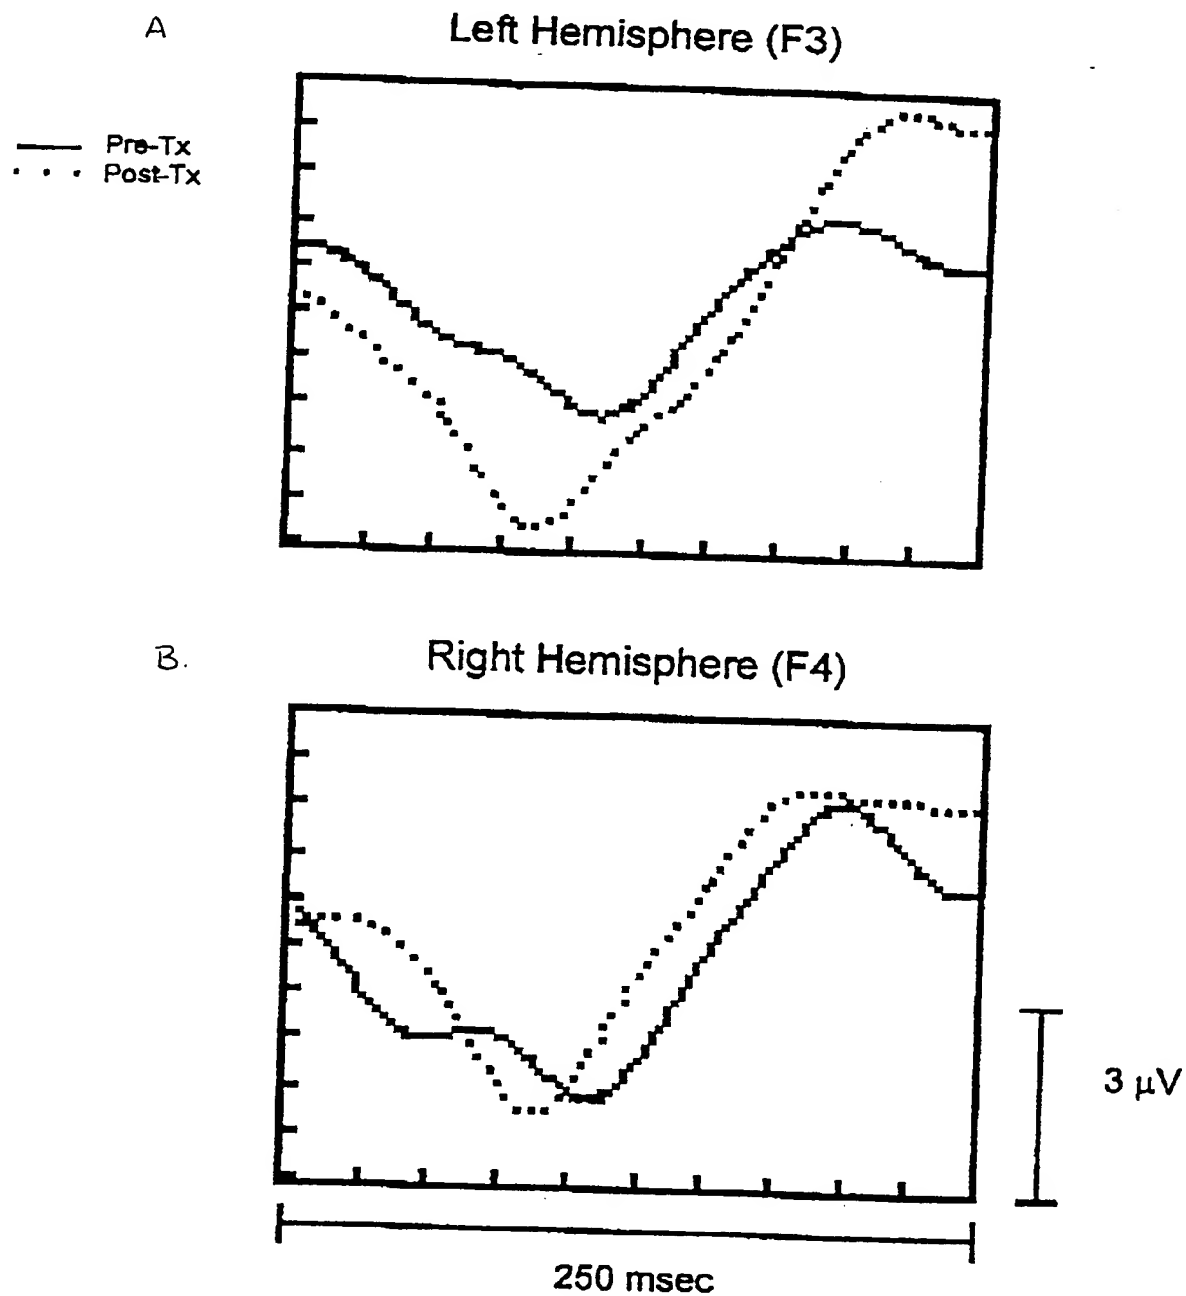 A
Left Hemisphere (F3)
Pre-Tx
Post-Tx
B.
Right Hemisphere (F4)
3 µV
250 msec